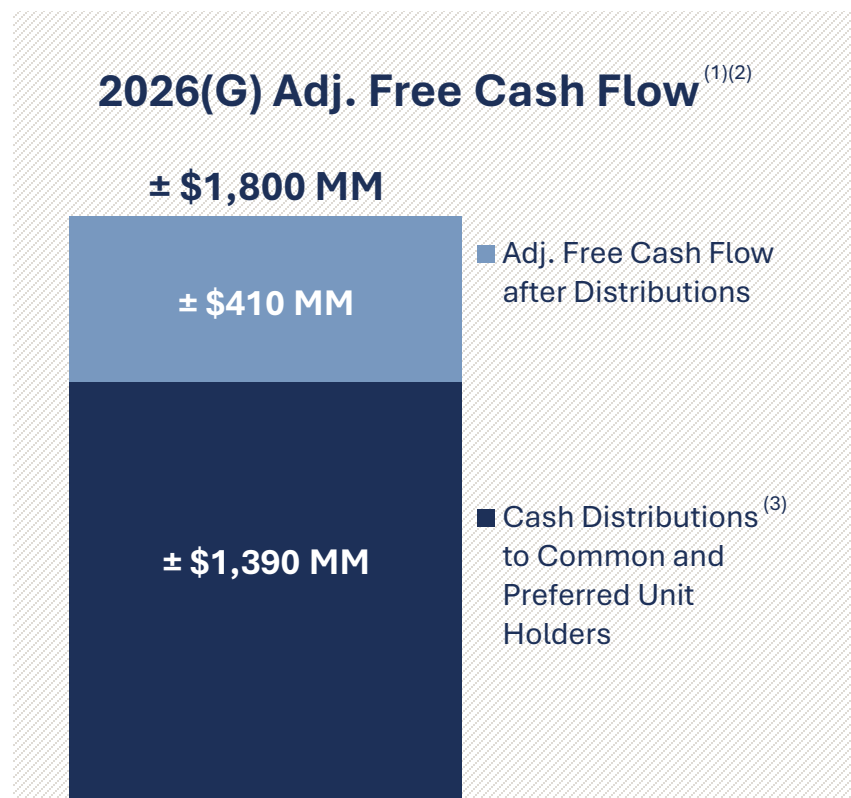 2026(G) Adj. Free Cash Flow(1)(2)
± $1,800 MM
± $410 MM
Adj. Free Cash Flow
after Distributions
± $1,390 MM
Cash Distributions(3)
to Common and
Preferred Unit
Holders